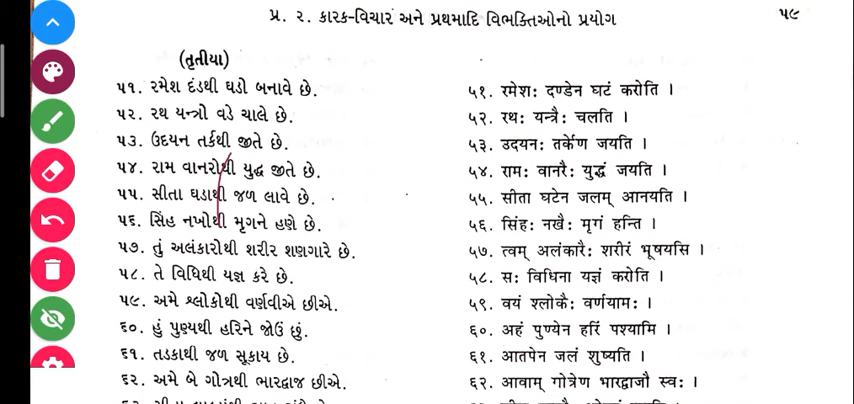 પ્ર. ૨. કારક-વિચાર અને પ્રથમાદિ વિભક્તિઓનો પ્રયોગ ૫૯
(તૃતીયા)
૫૧. રમેશ દંડથી ઘડો બનાવે છે. ५१. रमेशः दण्डेन घटं करोति ।
૫૨. રથ યન્ત્રો વડે ચાલે છે. ५२. रथः यन्त्रैः चलति ।
૫૩. ઉદયન તર્કથી જીતે છે. ५३. उदयनः तर्केण जयति ।
૫૪. રામ વાનરોથી યુદ્ધ જીતે છે. ५४. रामः वानरैः युद्धं जयति ।
૫૫. સીતા ઘડાથી જળ લાવે છે. ५५. सीता घटेन जलम् आनयति ।
૫૬. સિંહ નખોથી મૃગને હણે છે. ५६. सिंहः नखैः मृगं हन्ति ।
૫૭. તું અલંકારોથી શરીર શણગારે છે. ५७. त्वम् अलंकारैः शरीरं भूषयसि ।
૫૮. તે વિધિથી યજ્ઞ કરે છે. ५८. सः विधिना यज्ञं करोति ।
૫૯. અમે શ્લોકોથી વર્ણવીએ છીએ. ५९. वयं श्लोकैः वर्णयामः ।
૬૦. હું પુણ્યથી હરિને જોઉં છું. ६०. अहं पुण्येन हरिं पश्यामि ।
૬૧. તડકાથી જળ સૂકાય છે. ६१. आतपेन जलं शुष्यति ।
૬૨. અમે બે ગોત્રથી ભારદ્વાજ છીએ. ६२. आवाम् गोत्रेण भारद्वाजौ स्वः ।